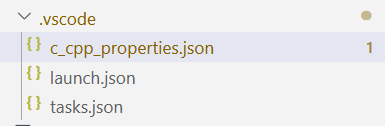 .vscode
{} c_cpp_properties.json 1
{} launch.json
{} tasks.json